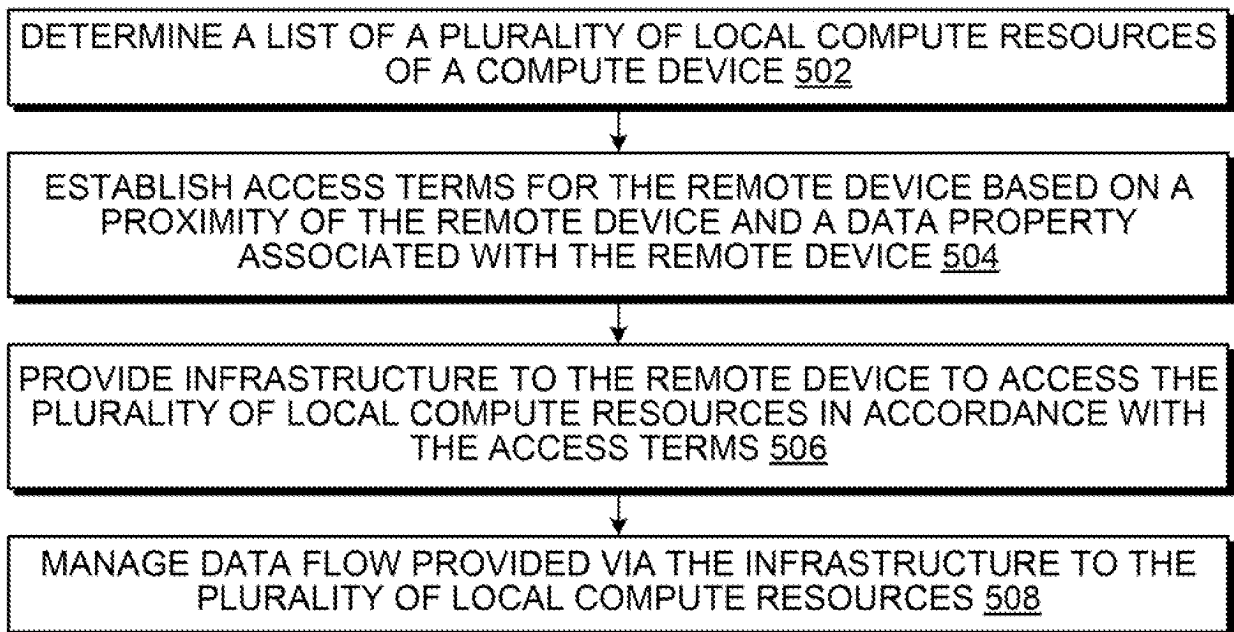 DETERMINE A LIST OF A PLURALITY OF LOCAL COMPUTE RESOURCES
OF A COMPUTE DEVICE 502
ESTABLISH ACCESS TERMS FOR THE REMOTE DEVICE BASED ON A
PROXIMITY OF THE REMOTE DEVICE AND A DATA PROPERTY
ASSOCIATED WITH THE REMOTE DEVICE 504
PROVIDE INFRASTRUCTURE TO THE REMOTE DEVICE TO ACCESS THE
PLURALITY OF LOCAL COMPUTE RESOURCES IN ACCORDANCE WITH
THE ACCESS TERMS 506
MANAGE DATA FLOW PROVIDED VIA THE INFRASTRUCTURE TO THE
PLURALITY OF LOCAL COMPUTE RESOURCES 508